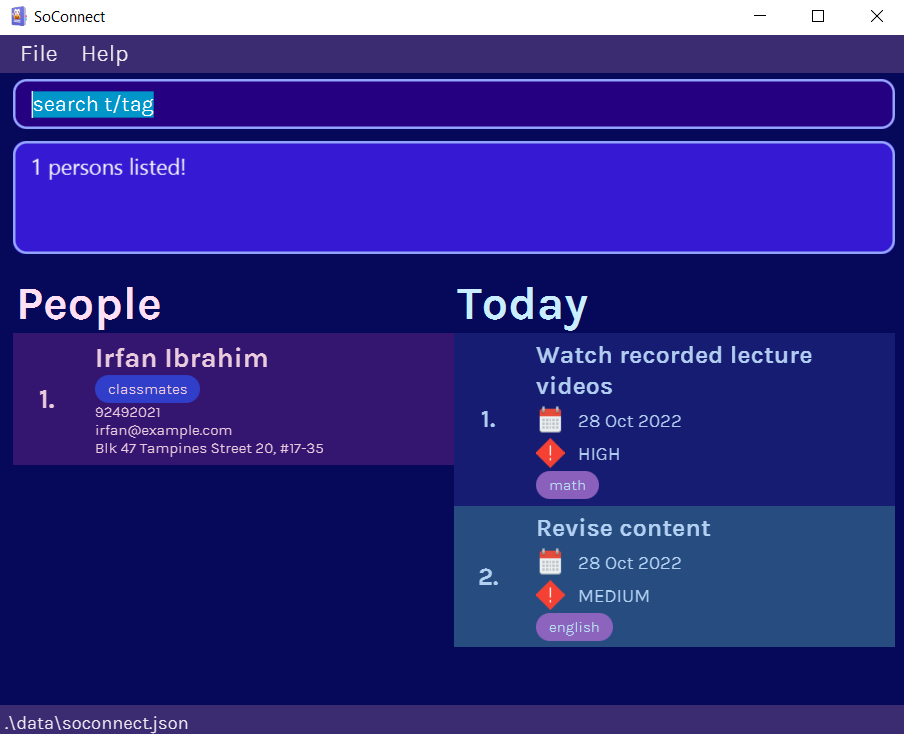 SoConnect
File Help
search t/tag
1 persons listed!
People
1.
Irfan Ibrahim
classmates
92492021
irfan@example.com
Blk 47 Tampines Street 20, #17-35
Today
1.
Watch recorded lecture
videos
28 Oct 2022
HIGH
math
2.
Revise content
28 Oct 2022
MEDIUM
english
.\data\soconnect.json